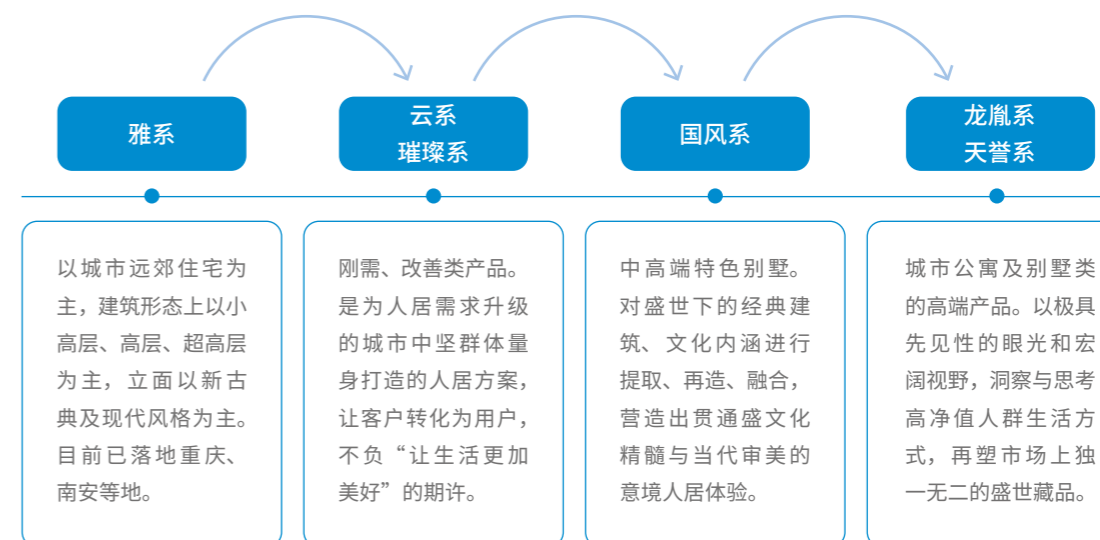 雅系
云系
璀璨系
国风系
龙胤系
天誉系
以城市远郊住宅为
主，建筑形态上以小
高层、高层、超高层
为主，立面以新古
典及现代风格为主。
目前已落地重庆、
南安等地。
刚需、改善类产品。
是为人居需求升级
的城市中坚群体量
身打造的人居方案，
让客户转化为用户，
不负“让生活更加
美好”的期许。
中高端特色别墅。
对盛世下的经典建
筑、文化内涵进行
提取、再造、融合，
营造出贯通盛文化
精髓与当代审美的
意境人居体验。
城市公寓及别墅类
的高端产品。以极具
先见性的眼光和宏
阔视野，洞察与思考
高净值人群生活方
式，再塑市场上独
一无二的盛世藏品。